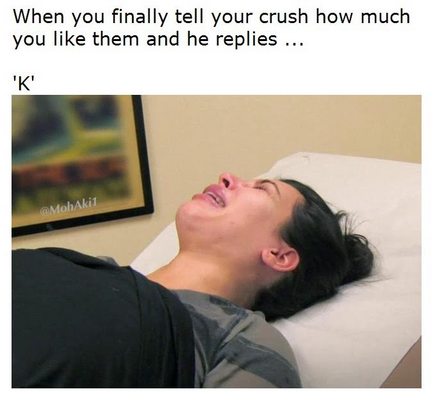 When you finally tell your crush how much
you like them and he replies ...
'K'
@MohAki1